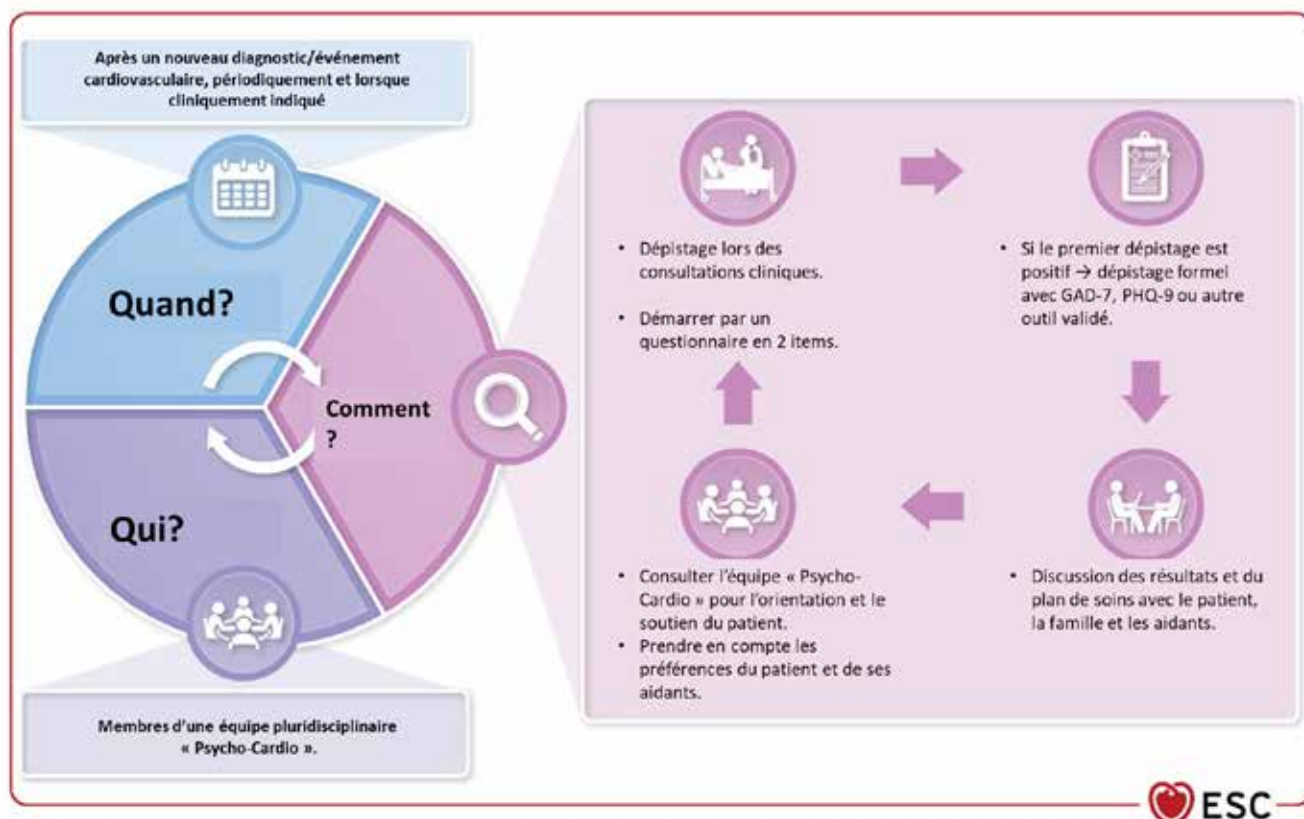 Après un nouveau diagnostic/événement
cardiovasculaire, périodiquement et lorsque
cliniquement indiqué
Quand?
Comment
?
Qui?
Membres d'une équipe pluridisciplinaire
« Psycho-Cardio ».
• Dépistage lors des
consultations cliniques.
• Démarrer par un
questionnaire en 2 items.
• Si le premier dépistage est
positif → dépistage formel
avec GAD-7, PHQ-9 ou autre
outil validé.
• Consulter l'équipe « Psycho-
Cardio » pour l'orientation et le
soutien du patient.
• Prendre en compte les
préférences du patient et de ses
aidants.
• Discussion des résultats et du
plan de soins avec le patient,
la famille et les aidants.
ESC